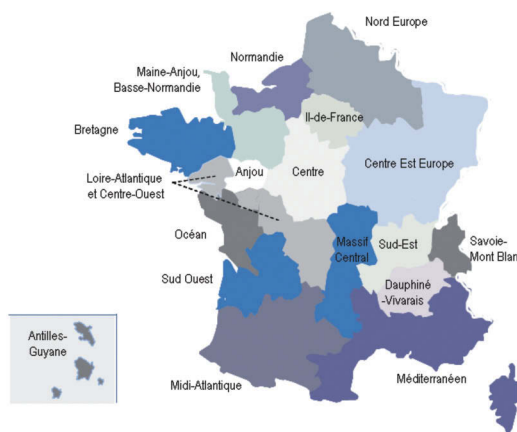 Nord Europe
Normandie
Maine-Anjou,
Basse-Normandie
Il-de-France
Bretagne
Centre Est Europe
Anjou
Centre
Loire-Atlantique
et Centre-Ouest
Océan
Massif
Central
Sud-Est
Savoie-
Mont Blan
Sud Ouest
Dauphiné
-Vivarais
Antilles-
Guyane
Midi-Atlantique
Méditerranéen